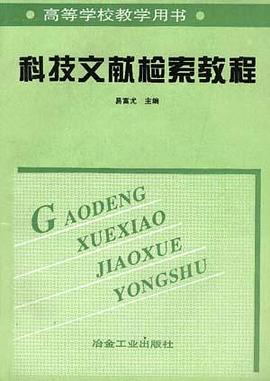 高等学校教学用书
科技文献检索教程
易富尤 主编
GAODENG
XUEXIAO
JIAOXUE
YONGSHU
冶金工业出版社